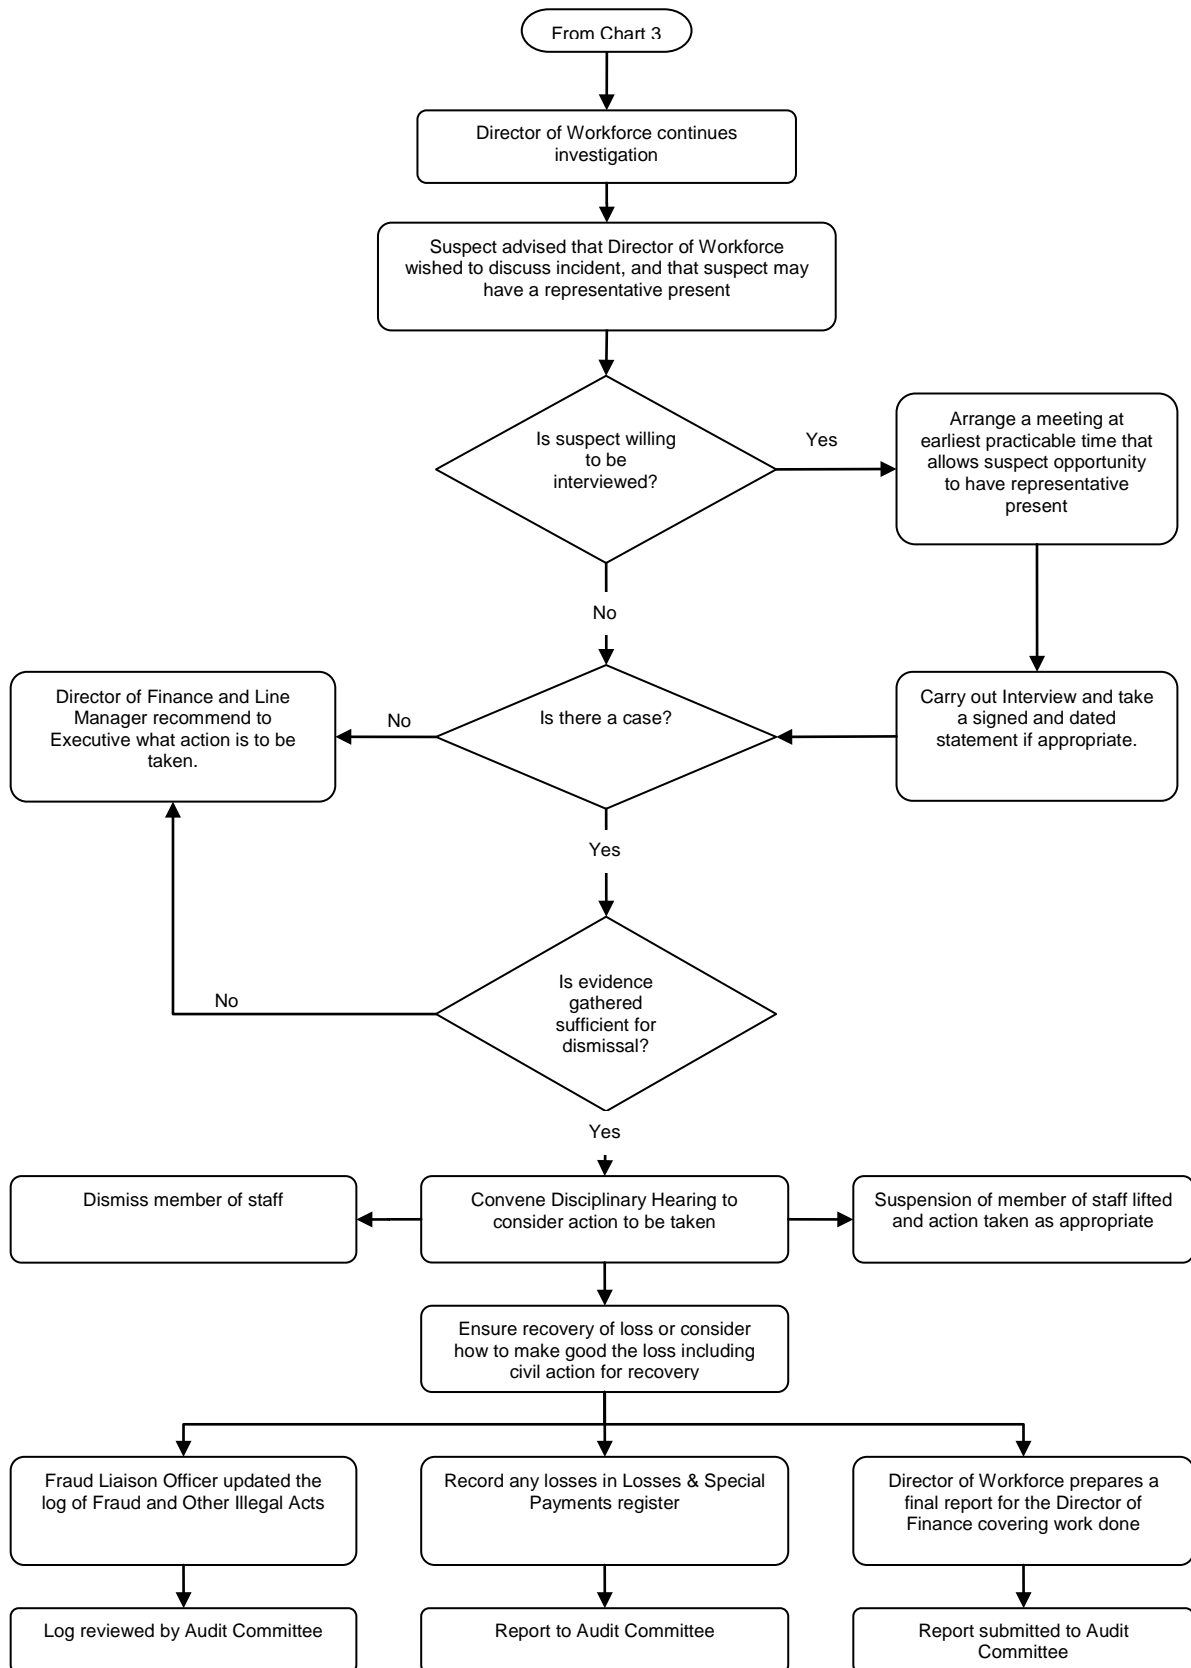 From Chart 3
Director of Workforce continues
investigation
Suspect advised that Director of Workforce
wished to discuss incident, and that suspect may
have a representative present
Is suspect willing
to be
interviewed?
Yes
Arrange a meeting at
earliest practicable time that
allows suspect opportunity
to have representative
present
No
Director of Finance and Line
Manager recommend to
Executive what action is to be
taken.
No
Is there a case?
Carry out Interview and take
a signed and dated
statement if appropriate.
Yes
Is evidence
gathered
sufficient for
dismissal?
No
Yes
Dismiss member of staff
Convene Disciplinary Hearing to
consider action to be taken
Suspension of member of staff lifted
and action taken as appropriate
Ensure recovery of loss or consider
how to make good the loss including
civil action for recovery
Fraud Liaison Officer updated the
log of Fraud and Other Illegal Acts
Record any losses in Losses & Special
Payments register
Director of Workforce prepares a
final report for the Director of
Finance covering work done
Log reviewed by Audit Committee
Report to Audit Committee
Report submitted to Audit
Committee